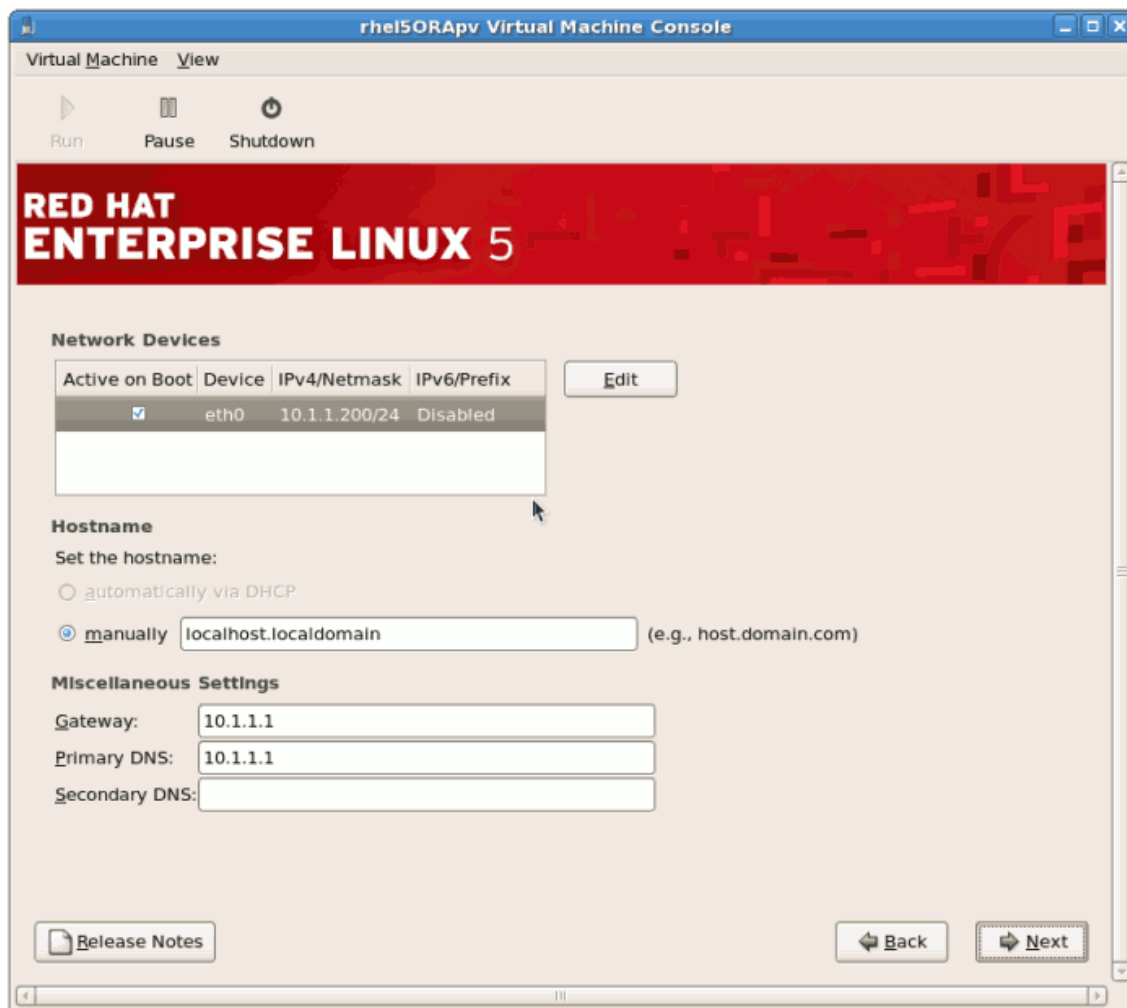 rhel5ORApv Virtual Machine Console
Virtual Machine View
Run Pause Shutdown
RED HAT
ENTERPRISE LINUX 5
Network Devices
Active on Boot Device IPv4/Netmask IPv6/Prefix Edit
eth0 10.1.1.200/24 Disabled
Hostname
Set the hostname:
automatically via DHCP
manually localhost.localdomain (e.g., host.domain.com)
Miscellaneous Settings
Gateway: 10.1.1.1
Primary DNS: 10.1.1.1
Secondary DNS:
Release Notes Back Next